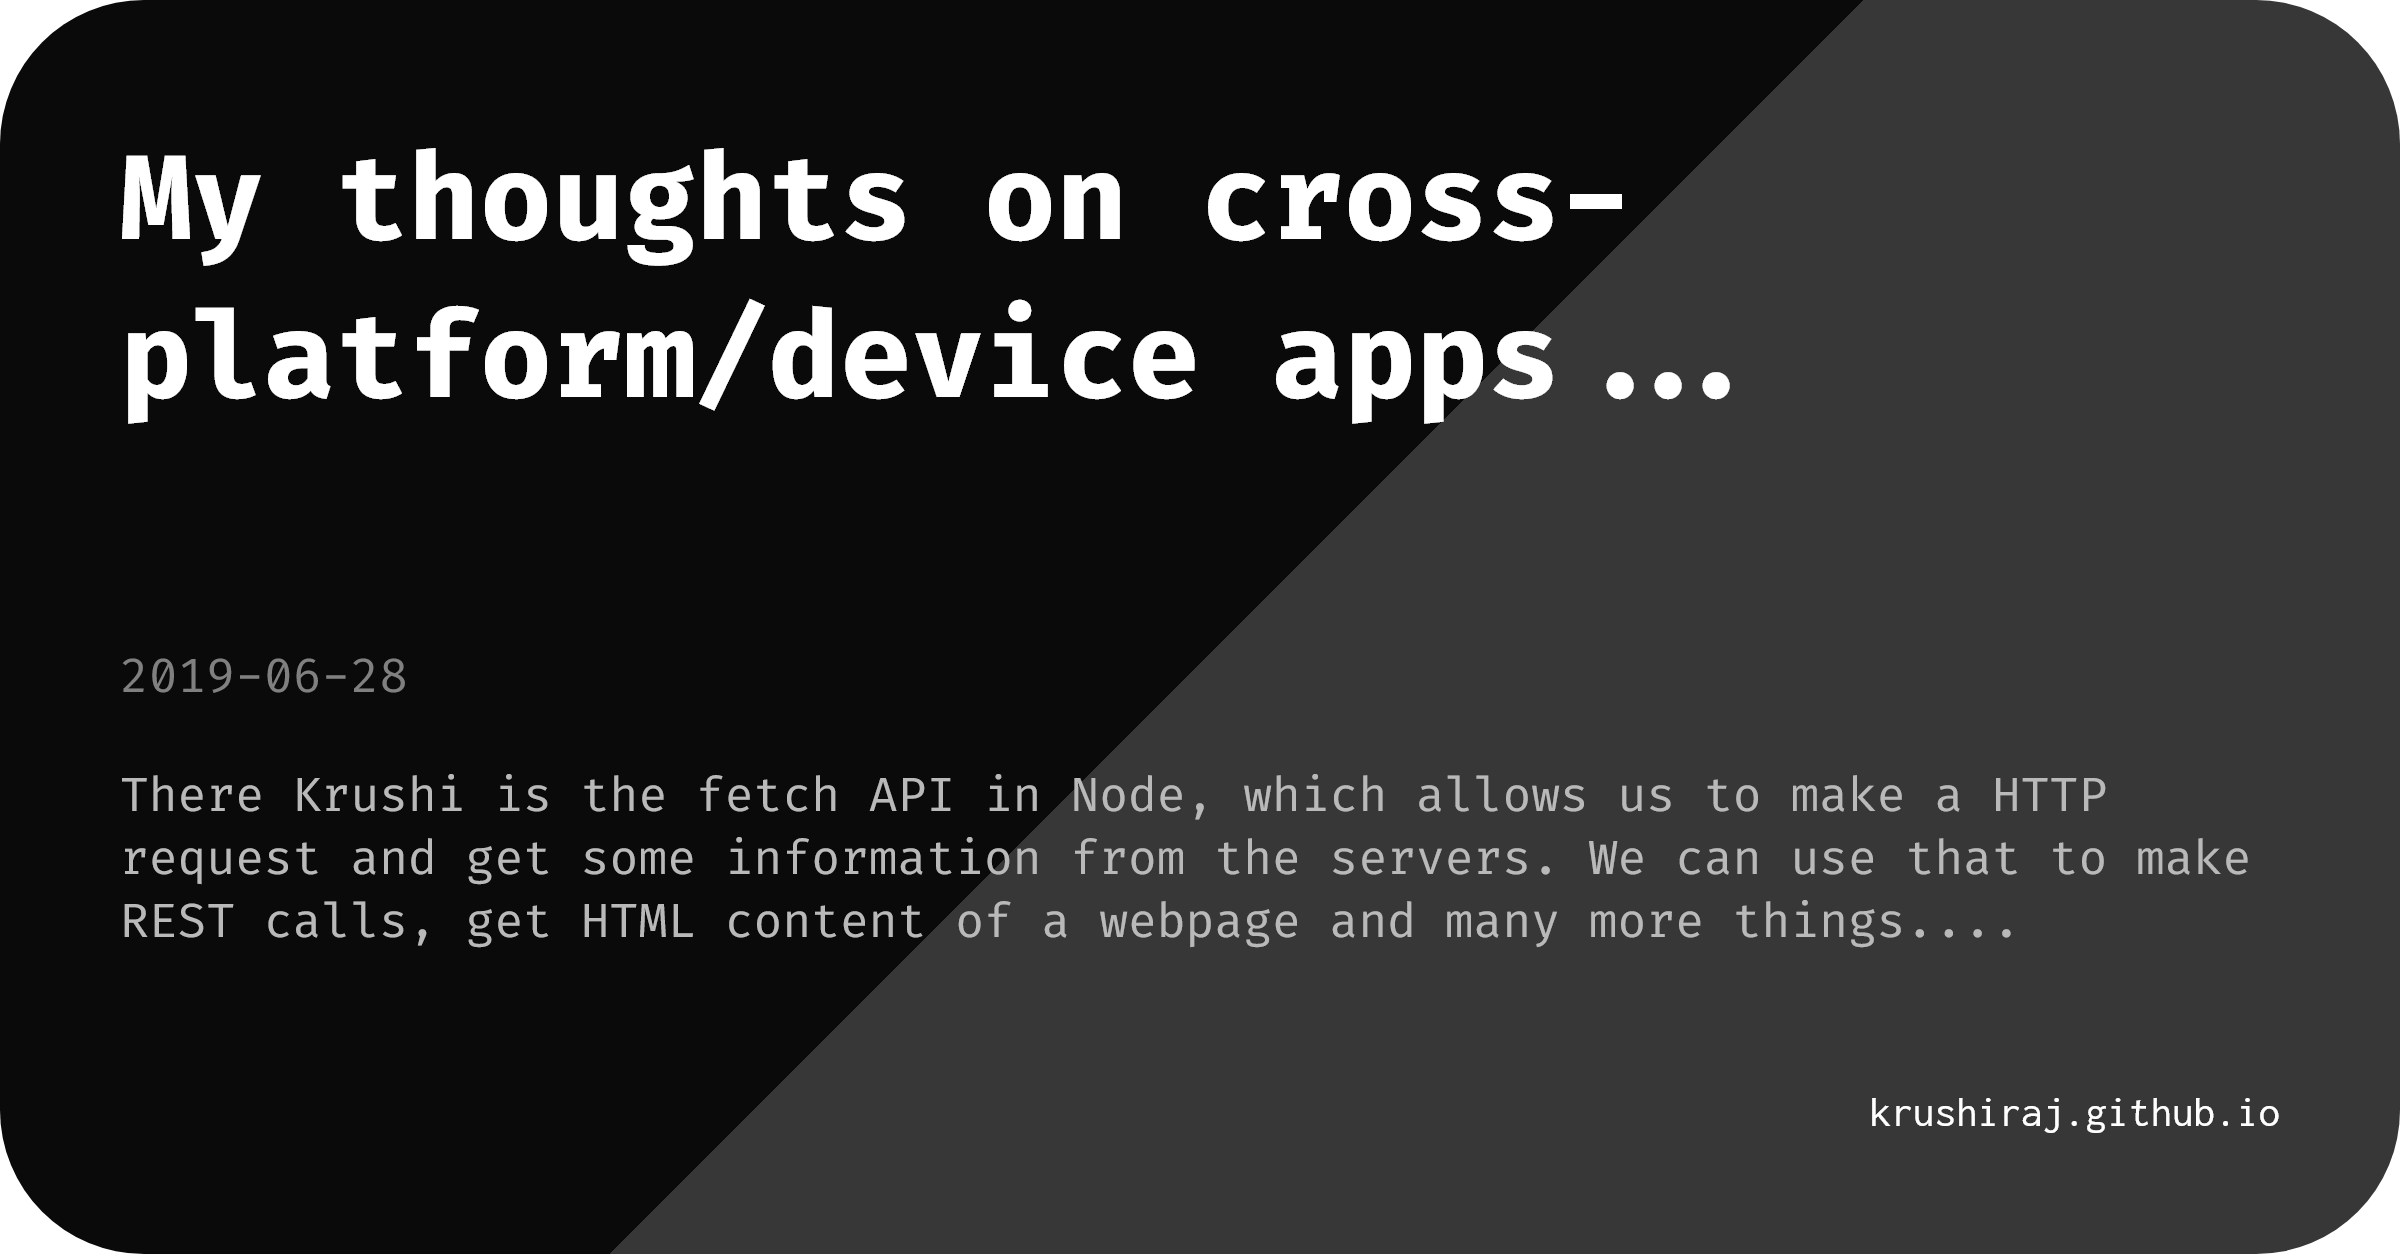 My thoughts on cross-
platform/device apps...
2019-06-28
There Krushi is the fetch API in Node, which allows us to make a HTTP
request and get some information from the servers. We can use that to make
REST calls, get HTML content of a webpage and many more things....
krushiraj.github.io